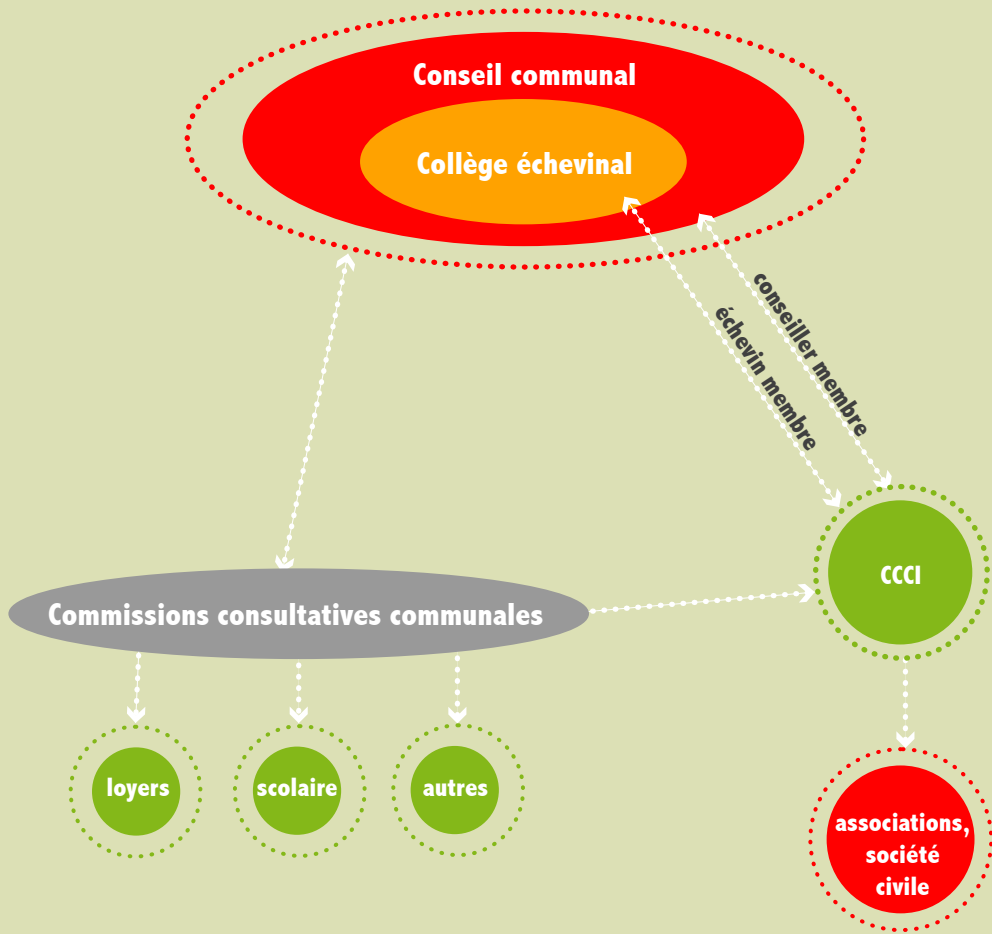 Conseil communal
Collège échevinal
conseiller membre
échevin membre
CCCI
Commissions consultatives communales
loyers
scolaire
autres
associations,
société
civile